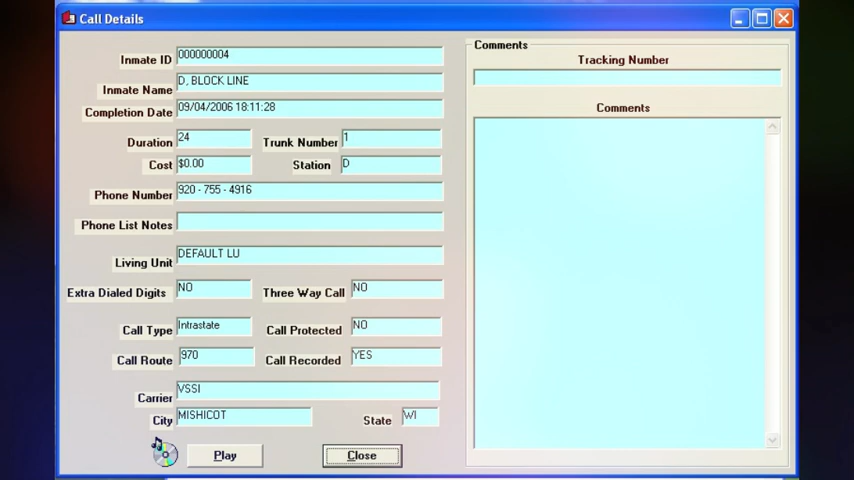 Call Details
Inmate ID 000000004
Inmate Name D, BLOCK LINE
Completion Date 09/04/2006 18:11:28
Duration 24 Trunk Number 1
Cost $0.00 Station D
Phone Number 920 - 755 - 4916
Phone List Notes
Living Unit DEFAULT LU
Extra Dialed Digits NO Three Way Call NO
Call Type Intrastate Call Protected NO
Call Route 970 Call Recorded YES
Carrier VSSI
City MISHICOT State WI
Play Close
Comments
Tracking Number
Comments